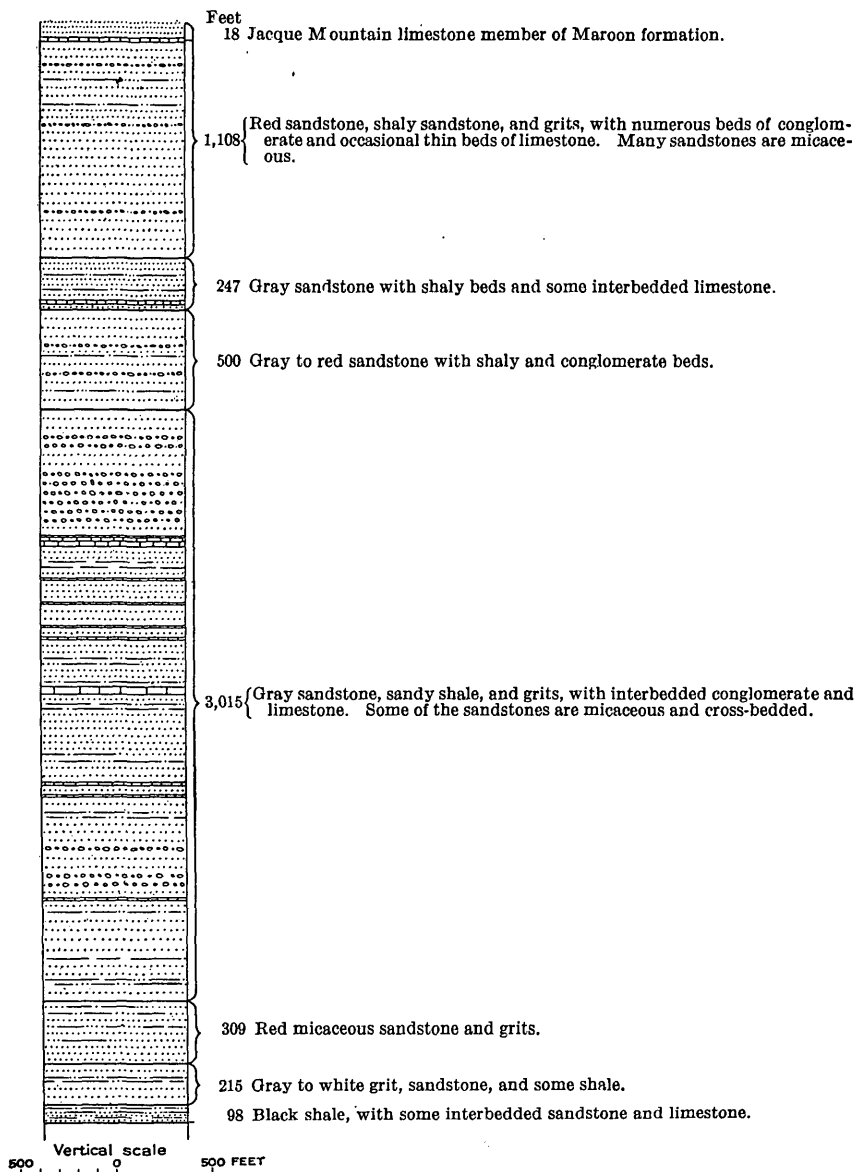 Feet
18 Jacque Mountain limestone member of Maroon formation.
1,108 Red sandstone, shaly sandstone, and grits, with numerous beds of conglom-
erate and occasional thin beds of limestone. Many sandstones are micace-
ous.
247 Gray sandstone with shaly beds and some interbedded limestone.
500 Gray to red sandstone with shaly and conglomerate beds.
3,015 Gray sandstone, sandy shale, and grits, with interbedded conglomerate and
limestone. Some of the sandstones are micaceous and cross-bedded.
309 Red micaceous sandstone and grits.
215 Gray to white grit, sandstone, and some shale.
98 Black shale, with some interbedded sandstone and limestone.
Vertical scale
500 0 500 FEET